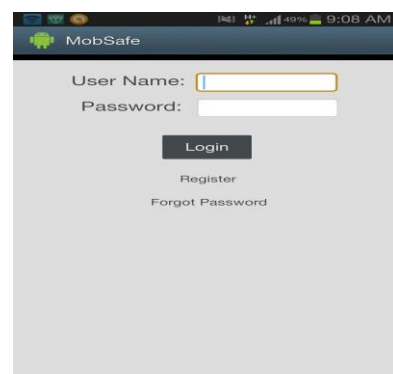 49% 9:08 AM
MobSafe
User Name:
Password:
Login
Register
Forgot Password